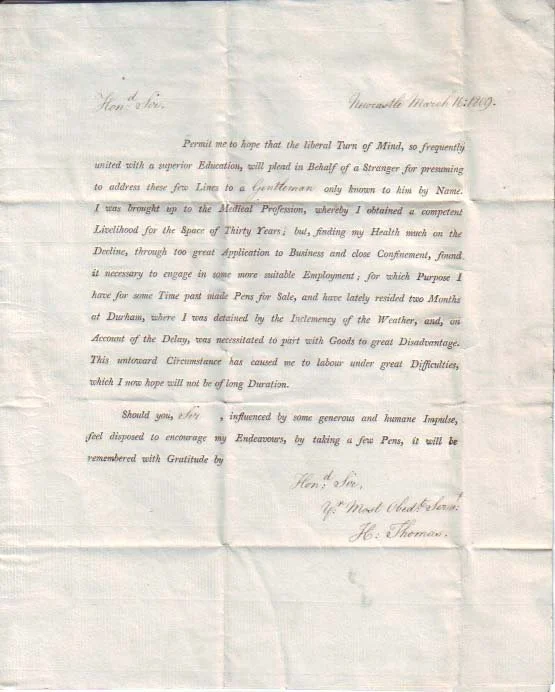 Hon.d Sir.
Newcastle March 16: 1809.
Permit me to hope that the liberal Turn of Mind, so frequently
united with a superior Education, will plead in Behalf of a Stranger for presuming
to address these few Lines to a Gentleman only known to him by Name.
I was brought up to the Medical Profession, whereby I obtained a competent
Livelihood for the Space of Thirty Years; but, finding my Health much on the
Decline, through too great Application to Business and close Confinement, found
it necessary to engage in some more suitable Employment; for which Purpose I
have for some Time past made Pens for Sale, and have lately resided two Months
at Durham, where I was detained by the Inclemency of the Weather, and, on
Account of the Delay, was necessitated to part with Goods to great Disadvantage.
This untoward Circumstance has caused me to labour under great Difficulties,
which I now hope will not be of long Duration.
Should you, Sir , influenced by some generous and humane Impulse,
feel disposed to encourage my Endeavours, by taking a few Pens, it will be
remembered with Gratitude by
Hon.d Sir,
Yr. Most Obedt. Servt.
H: Thomas.